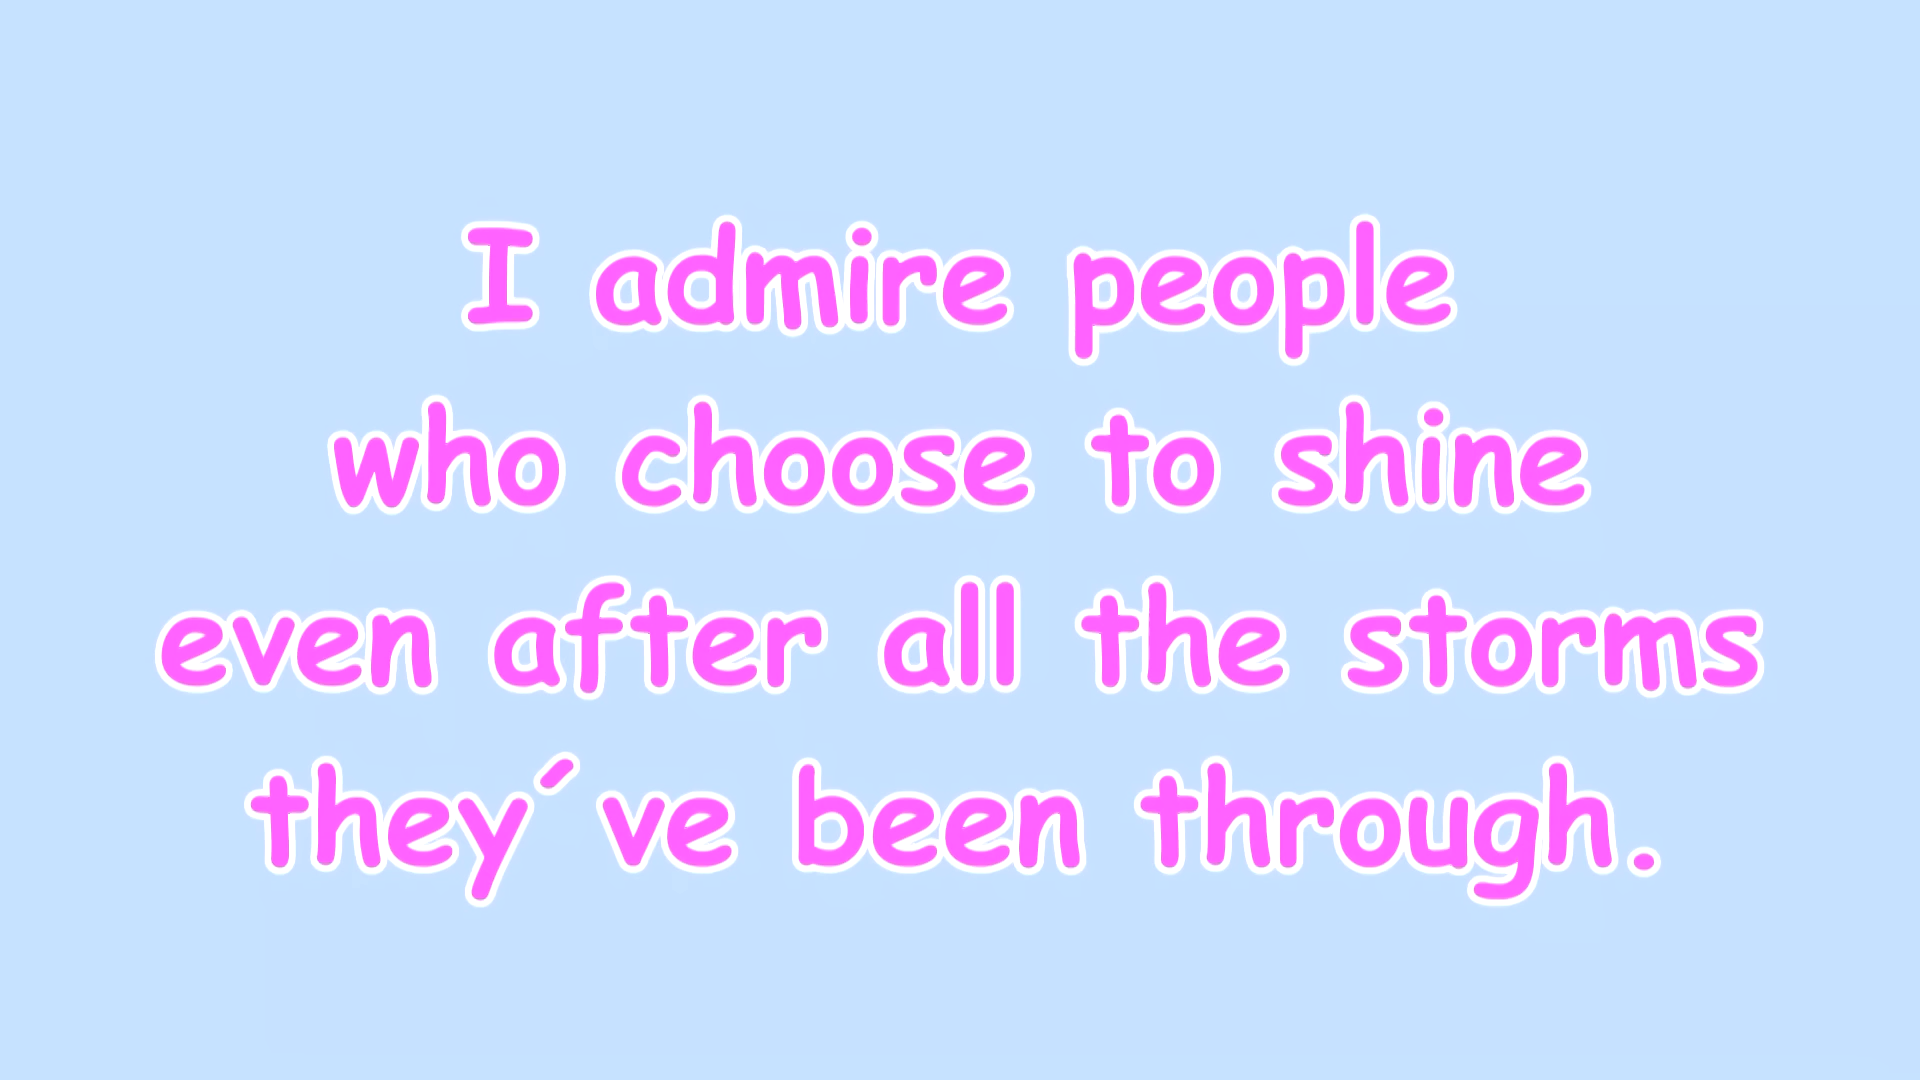 I admire people
who choose to shine
even after all the storms
they´ve been through.